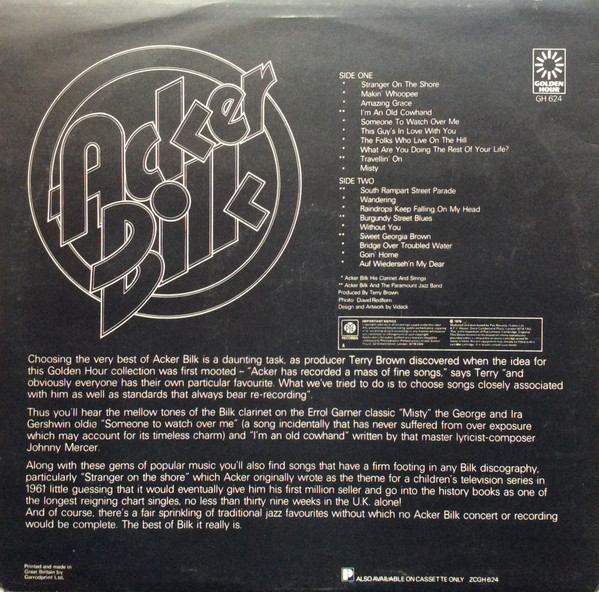 Acker
Bilk
GOLDEN
HOUR
GH 624
SIDE ONE
* Stranger On The Shore
* Makin' Whoopee
* Amazing Grace
** I'm An Old Cowhand
* Someone To Watch Over Me
* This Guy's In Love With You
* The Folks Who Live On The Hill
* What Are You Doing The Rest Of Your Life?
** Travellin' On
* Misty
SIDE TWO
** South Rampart Street Parade
* Wandering
* Raindrops Keep Falling On My Head
** Burgundy Street Blues
* Without You
** Sweet Georgia Brown
* Bridge Over Troubled Water
* Goin' Home
* Auf Wiederseh'n My Dear
* Acker Bilk His Clarinet And Strings
** Acker Bilk And The Paramount Jazz Band
Produced By Terry Brown
Photo: David Redfern
Design and Artwork by Videck
RECORDS
IMPORTANT NOTICE
Choosing the very best of Acker Bilk is a daunting task, as producer Terry Brown discovered when the idea for
this Golden Hour collection was first mooted – "Acker has recorded a mass of fine songs," says Terry "and
obviously everyone has their own particular favourite. What we've tried to do is to choose songs closely associated
with him as well as standards that always bear re-recording".
Thus you'll hear the mellow tones of the Bilk clarinet on the Errol Garner classic "Misty" the George and Ira
Gershwin oldie "Someone to watch over me" (a song incidentally that has never suffered from over exposure
which may account for its timeless charm) and "I'm an old cowhand" written by that master lyricist-composer
Johnny Mercer.
Along with these gems of popular music you'll also find songs that have a firm footing in any Bilk discography,
particularly "Stranger on the shore" which Acker originally wrote as the theme for a children's television series in
1961 little guessing that it would eventually give him his first million seller and go into the history books as one of
the longest reigning chart singles, no less than thirty nine weeks in the U.K. alone!
And of course, there's a fair sprinkling of traditional jazz favourites without which no Acker Bilk concert or recording
would be complete. The best of Bilk it really is.
Printed and made in
Great Britain by
Garrodprint Ltd.
ALSO AVAILABLE ON CASSETTE ONLY ZCGH 624